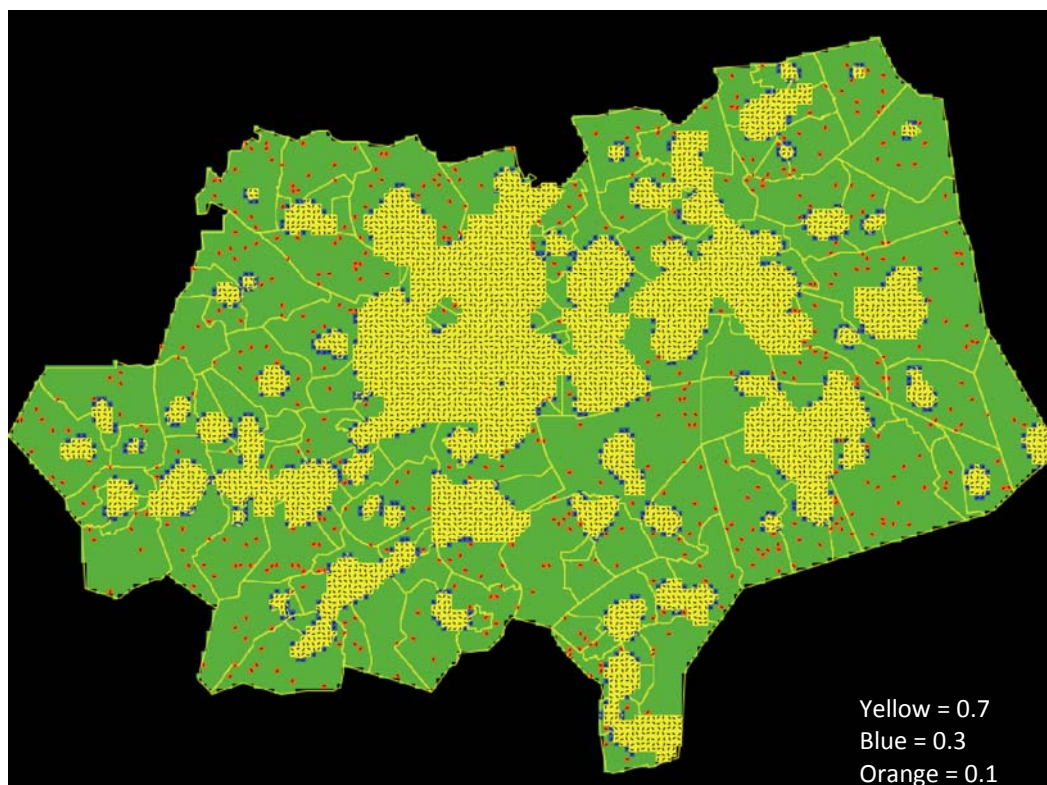 Yellow = 0.7
Blue = 0.3
Orange = 0.1